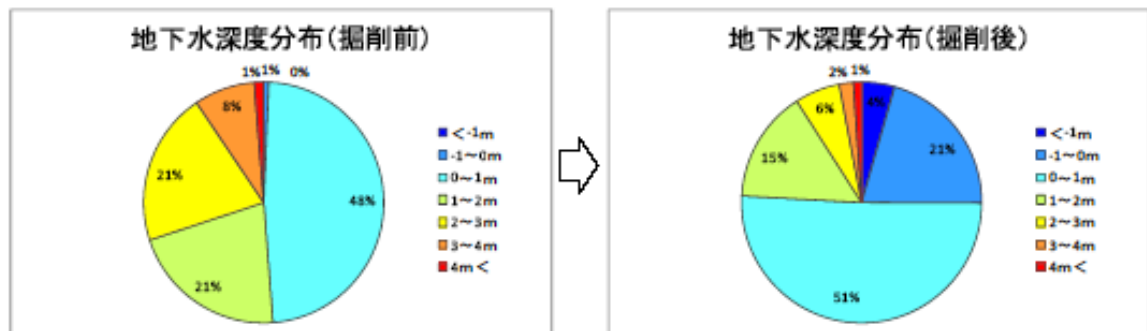 地下水深度分布(掘削前)
1%
1%
0%
8%
21%
48%
21%
＜-1m
-1～0m
0～1m
1～2m
2～3m
3～4m
4m＜
地下水深度分布(掘削後)
2%
1%
4%
6%
21%
15%
51%
＜-1m
-1～0m
0～1m
1～2m
2～3m
3～4m
4m＜